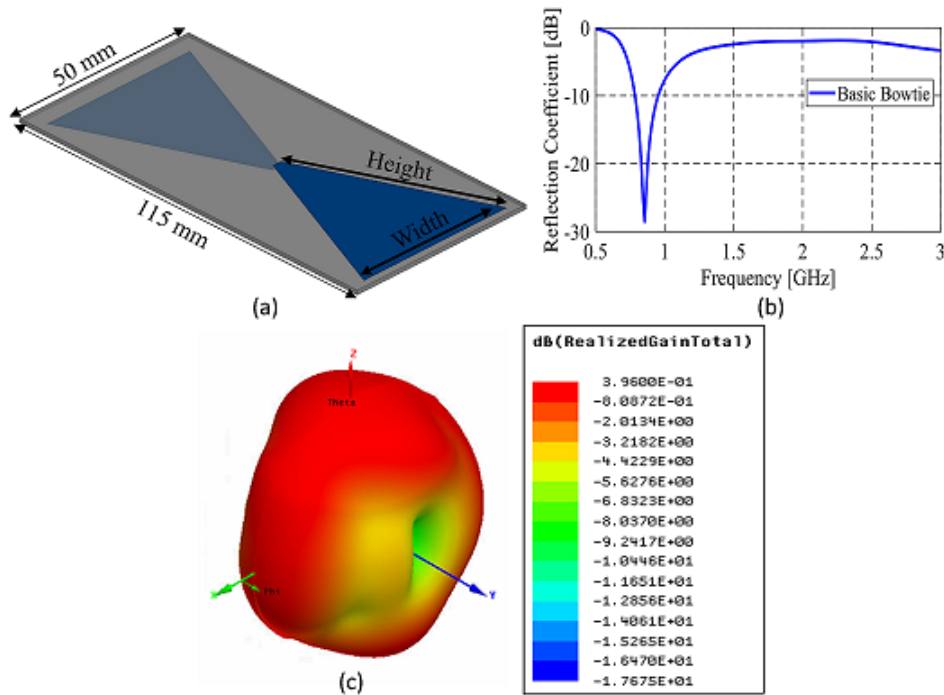 50 mm
Height
Width
115 mm
(a)
Reflection Coefficient [dB]
0
-10
-20
-30
Basic Bowtie
0.5 1 1.5 2 2.5 3
Frequency [GHz]
(b)
Z
Theta
Phi
X
Y
(c)
dB(RealizedGainTotal)
3.9600E-01
-8.0872E-01
-2.0134E+00
-3.2182E+00
-4.4229E+00
-5.6276E+00
-6.8323E+00
-8.0370E+00
-9.2417E+00
-1.0446E+01
-1.1651E+01
-1.2856E+01
-1.4061E+01
-1.5265E+01
-1.6470E+01
-1.7675E+01